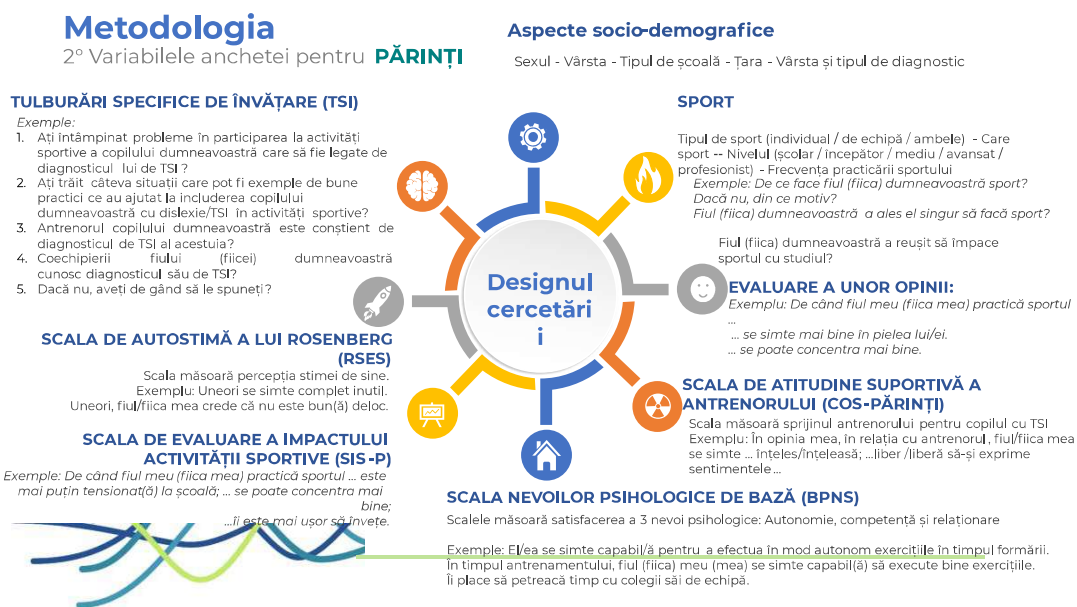 Metodologia
2° Variabilele anchetei pentru PĂRINȚI
Aspecte socio-demografice
Sexul - Vârsta - Tipul de școală - Țara - Vârsta și tipul de diagnostic
TULBURĂRI SPECIFICE DE ÎNVĂȚARE (TSI)
Exemple:
1. Ați întâmpinat probleme în participarea la activități
sportive a copilului dumneavoastră care să fie legate de
diagnosticul lui de TSI ?
2. Ați trăit câteva situații care pot fi exemple de bune
practici ce au ajutat la includerea copilului
dumneavoastră cu dislexie/TSI în activități sportive?
3. Antrenorul copilului dumneavoastră este conștient de
diagnosticul de TSI al acestuia?
4. Coechipierii fiului (fiicei) dumneavoastră
cunosc diagnosticul său de TSI?
5. Dacă nu, aveți de gând să le spuneți?
SCALA DE AUTOSTIMĂ A LUI ROSENBERG
(RSES)
Scala măsoară percepția stimei de sine.
Exemplu: Uneori se simte complet inutil.
Uneori, fiul/fiica mea crede că nu este bun(ă) deloc.
SCALA DE EVALUARE A IMPACTULUI
ACTIVITĂȚII SPORTIVE (SIS-P)
Exemple: De când fiul meu (fiica mea) practică sportul ... este
mai puțin tensionat(ă) la școală; ... se poate concentra mai
bine;
...îi este mai ușor să învețe.
Designul
cercetări
i
SPORT
Tipul de sport (individual / de echipă / ambele) - Care
sport -- Nivelul (școlar / începător / mediu / avansat /
profesionist) - Frecvența practicării sportului
Exemple: De ce face fiul (fiica) dumneavoastră sport?
Dacă nu, din ce motiv?
Fiul (fiica) dumneavoastră a ales el singur să facă sport?
Fiul (fiica) dumneavoastră a reușit să împace
sportul cu studiul?
EVALUARE A UNOR OPINII:
Exemplu: De când fiul meu (fiica mea) practică sportul
...
... se simte mai bine în pielea lui/ei.
... se poate concentra mai bine.
SCALA DE ATITUDINE SUPORTIVĂ A
ANTRENORULUI (COS-PĂRINȚI)
Scala măsoară sprijinul antrenorului pentru copilul cu TSI
Exemplu: În opinia mea, în relația cu antrenorul, fiul/fiica mea
se simte ... înțeles/înțeleasă; ...liber /liberă să-și exprime
sentimentele ...
SCALA NEVOILOR PSIHOLOGICE DE BAZĂ (BPNS)
Scalele măsoară satisfacerea a 3 nevoi psihologice: Autonomie, competență și relaționare
Exemple: El/ea se simte capabil/ă pentru a efectua în mod autonom exercițiile în timpul formării.
În timpul antrenamentului, fiul (fiica) meu (mea) se simte capabil(ă) să execute bine exercițiile.
Îi place să petreacă timp cu colegii săi de echipă.